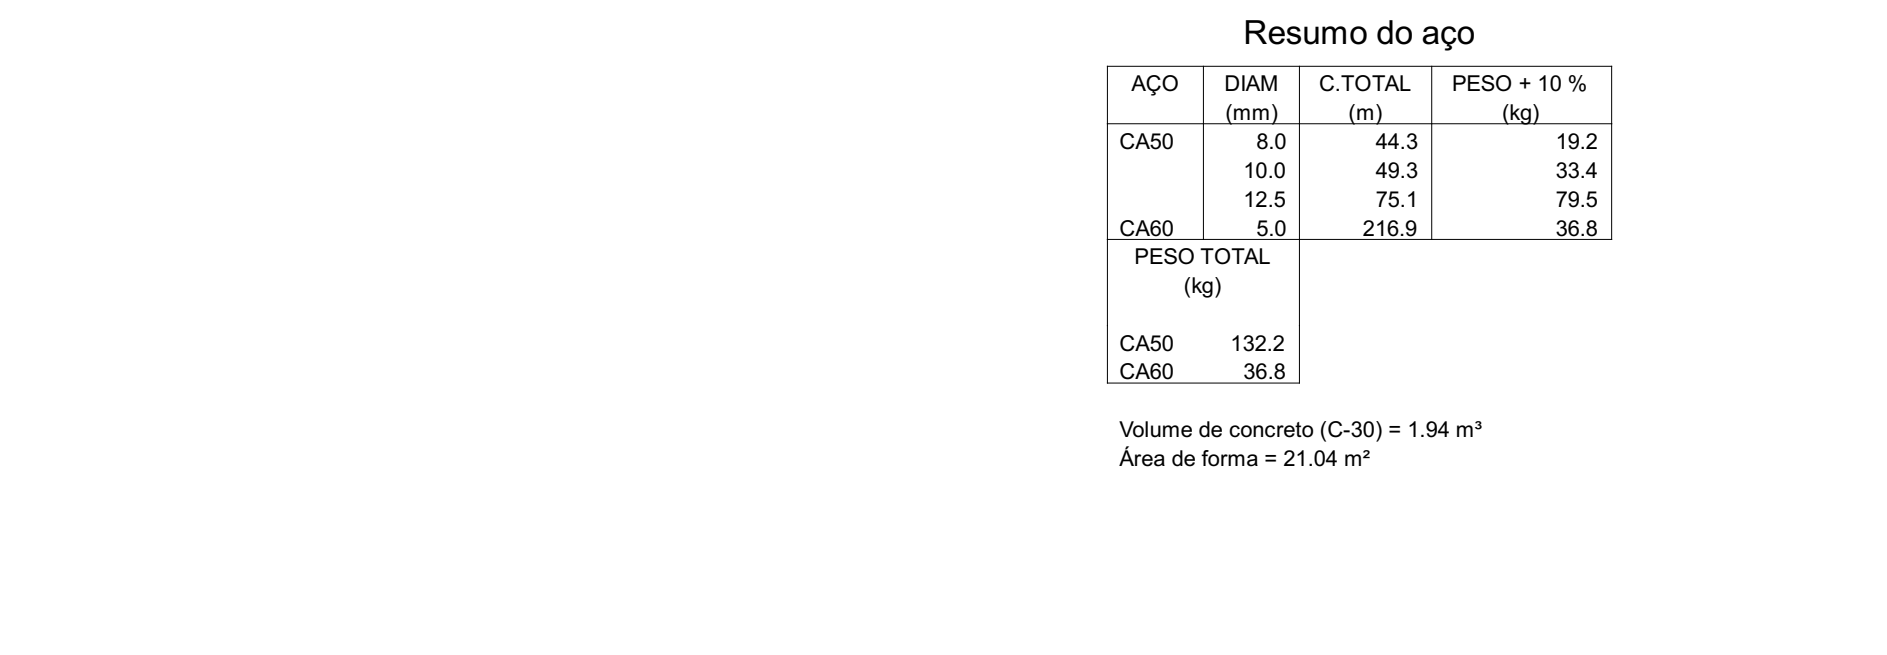 Resumo do aço
AÇO DIAM C.TOTAL PESO + 10 %
(mm) (m) (kg)
CA50 8.0 44.3 19.2
10.0 49.3 33.4
12.5 75.1 79.5
CA60 5.0 216.9 36.8
PESO TOTAL
(kg)
CA50 132.2
CA60 36.8
Volume de concreto (C-30) = 1.94 m³
Área de forma = 21.04 m²